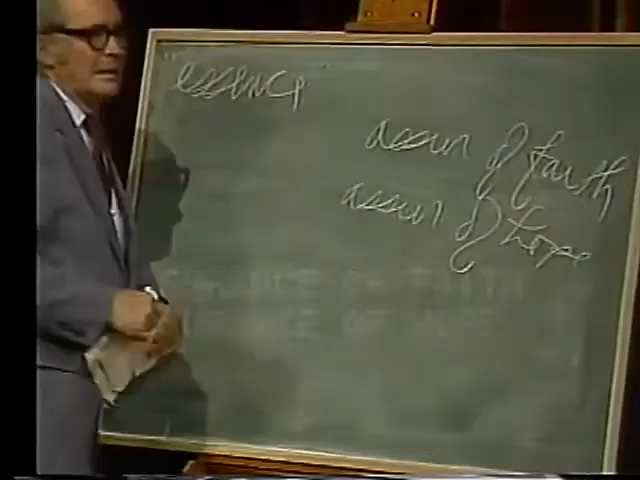 essence
assur of Faith
assur of hope